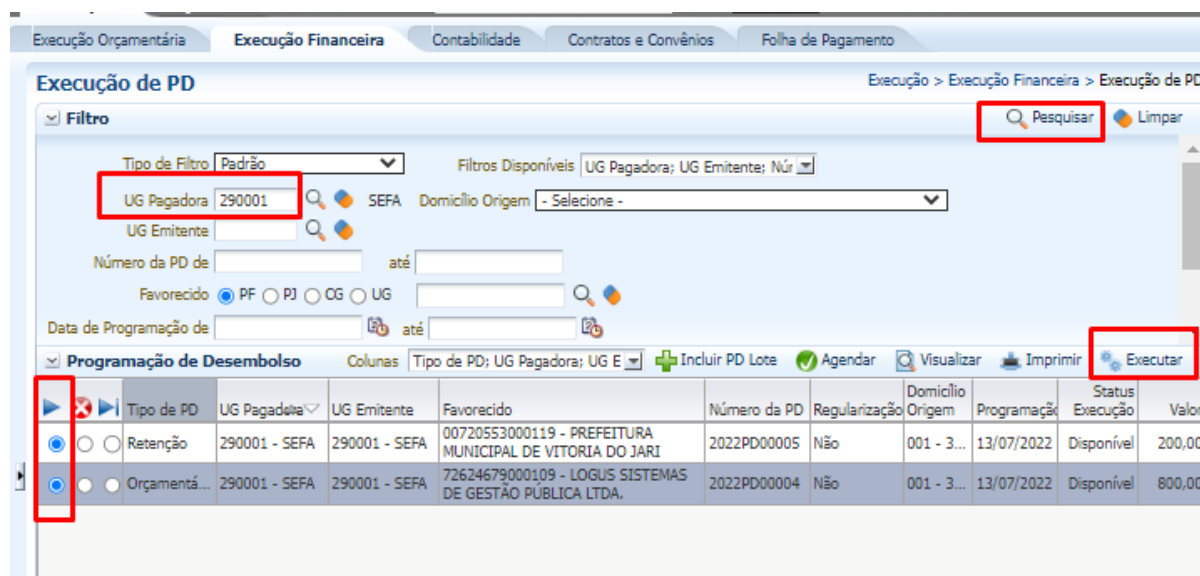 Execução Orçamentária Execução Financeira Contabilidade Contratos e Convênios Folha de Pagamento
Execução de PD Execução > Execução Financeira > Execução de PD
Filtro Pesquisar Limpar
Tipo de Filtro Padrão Filtros Disponíveis UG Pagadora; UG Emitente; Núr
UG Pagadora 290001 SEFA Domicílio Origem - Selecione -
UG Emitente
Número da PD de até
Favorecido PF PJ CG UG
Data de Programação de até
Programação de Desembolso Colunas Tipo de PD; UG Pagadora; UG E Incluir PD Lote Agendar Visualizar Imprimir Executar
Tipo de PD UG Pagadora UG Emitente Favorecido Número da PD Regularização Domicílio Origem Programaçã Status Execução Valor
Retenção 290001 - SEFA 290001 - SEFA 00720553000119 - PREFEITURA MUNICIPAL DE VITORIA DO JARI 2022PD00005 Não 001 - 3... 13/07/2022 Disponível 200,00
Orçamentá... 290001 - SEFA 290001 - SEFA 72624679000109 - LOGUS SISTEMAS DE GESTÃO PÚBLICA LTDA. 2022PD00004 Não 001 - 3... 13/07/2022 Disponível 800,00